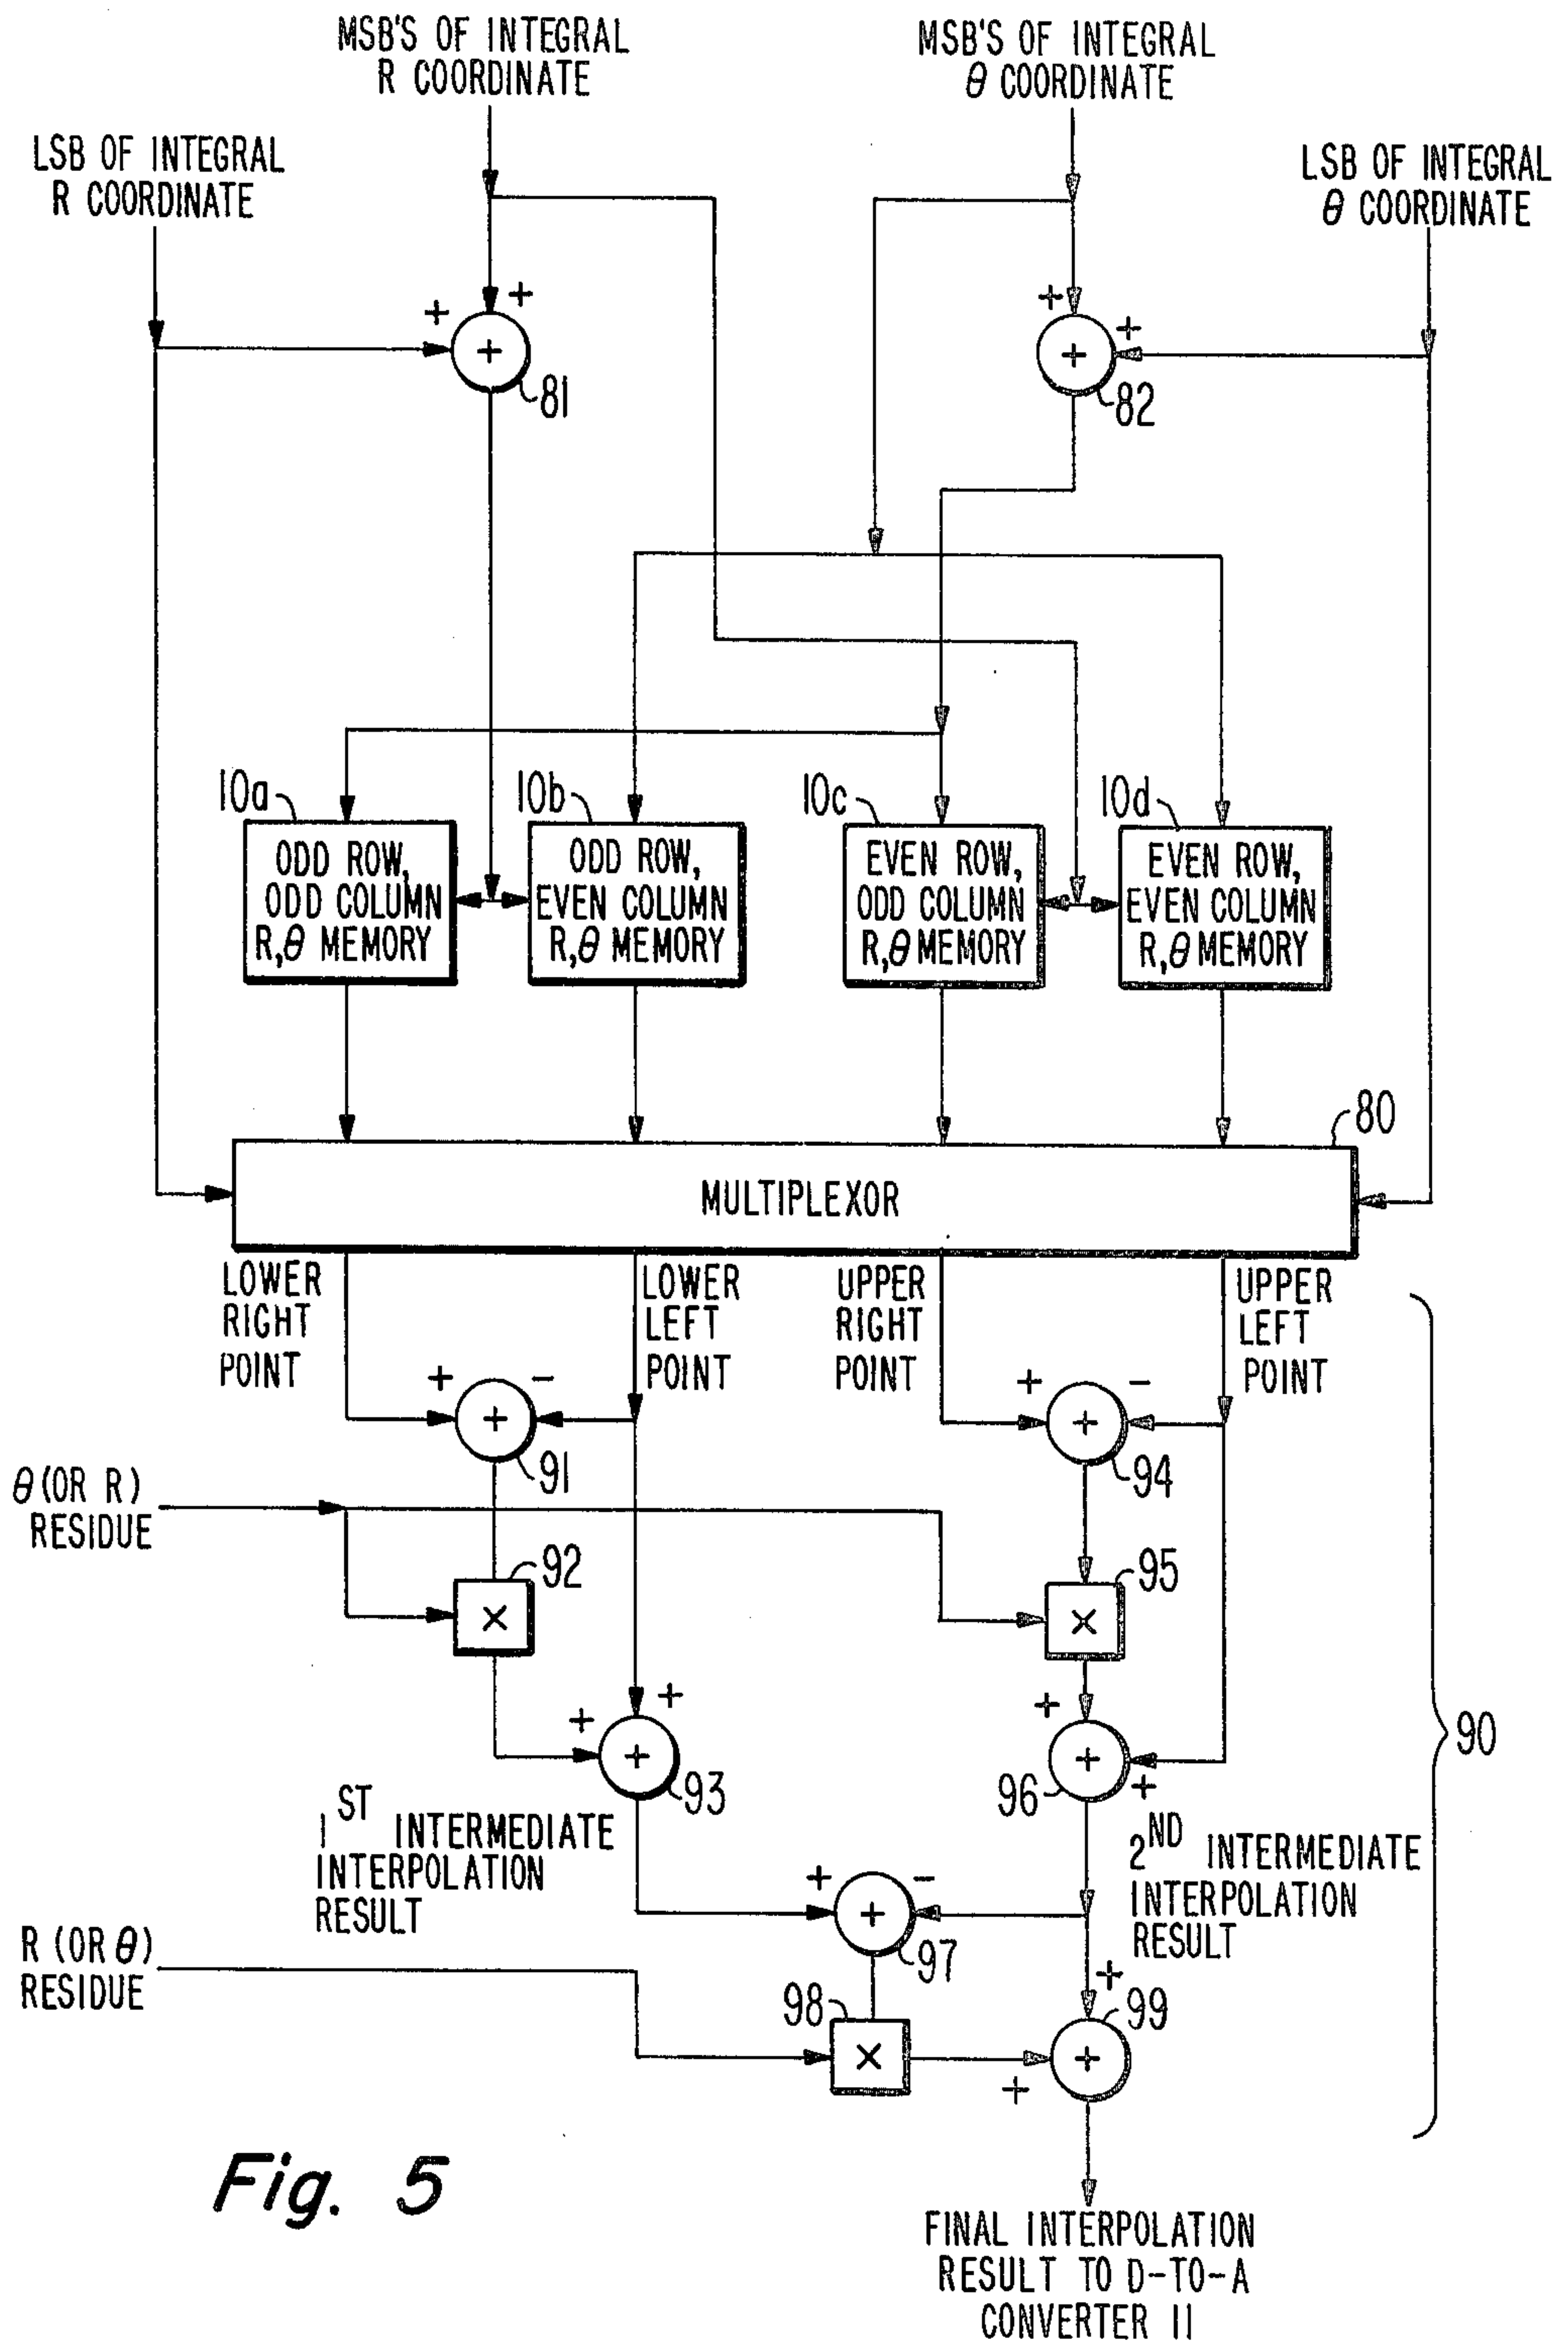 MSB'S OF INTEGRAL
R COORDINATE
MSB'S OF INTEGRAL
θ COORDINATE
LSB OF INTEGRAL
R COORDINATE
LSB OF INTEGRAL
θ COORDINATE
+ +
+
81
+ +
+
82
10a
ODD ROW,
ODD COLUMN
R,θ MEMORY
10b
ODD ROW,
EVEN COLUMN
R,θ MEMORY
10c
EVEN ROW,
ODD COLUMN
R,θ MEMORY
10d
EVEN ROW,
EVEN COLUMN
R,θ MEMORY
80
MULTIPLEXOR
LOWER
RIGHT
POINT
LOWER
LEFT
POINT
UPPER
RIGHT
POINT
UPPER
LEFT
POINT
+ −
+
91
+ −
+
94
θ (OR R)
RESIDUE
92
×
95
×
+ +
+
93
+
+
96
+
90
1ST INTERMEDIATE
INTERPOLATION
RESULT
2ND INTERMEDIATE
INTERPOLATION
RESULT
+ −
+
97
R (OR θ)
RESIDUE
98
×
+
99
+
+
Fig. 5
FINAL INTERPOLATION
RESULT TO D-TO-A
CONVERTER 11